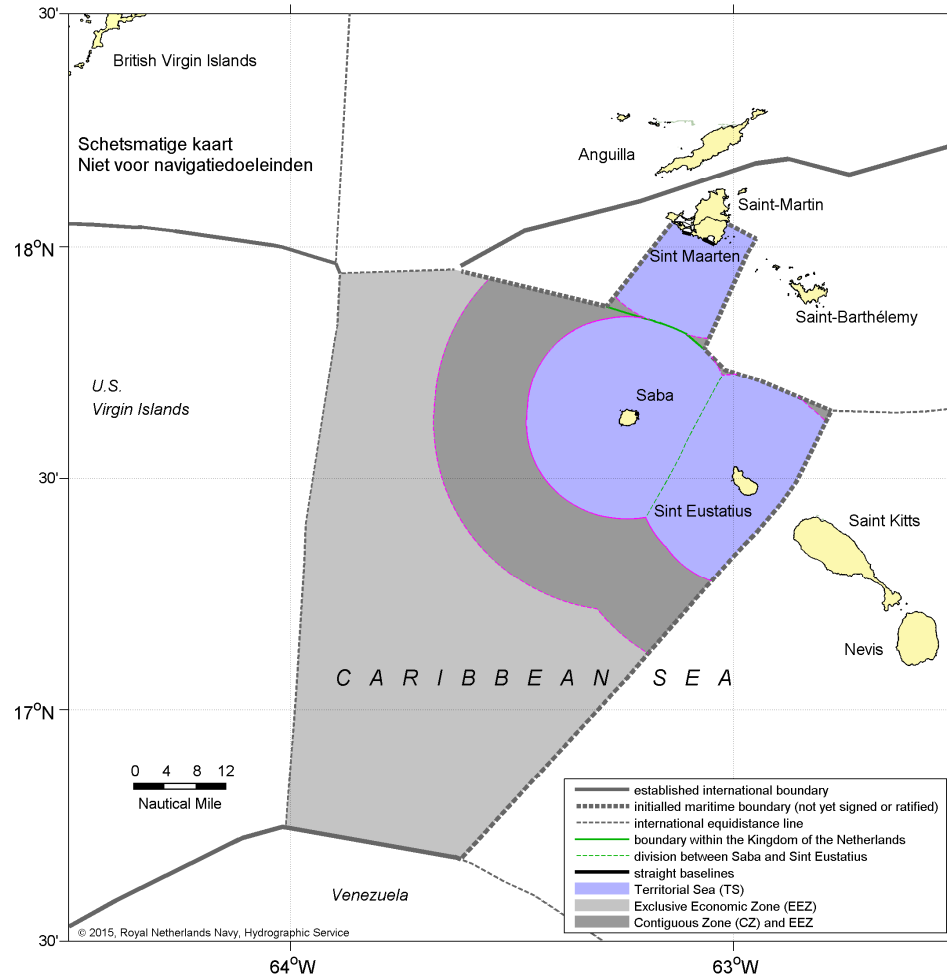 30'
British Virgin Islands
Schetsmatige kaart
Niet voor navigatiedoeleinden
Anguilla
Saint-Martin
18°N
Sint Maarten
Saint-Barthélemy
U.S.
Virgin Islands
Saba
30'
Sint Eustatius
Saint Kitts
Nevis
CARIBBEAN SEA
17°N
0 4 8 12
Nautical Mile
established international boundary
initialled maritime boundary (not yet signed or ratified)
international equidistance line
boundary within the Kingdom of the Netherlands
division between Saba and Sint Eustatius
straight baselines
Territorial Sea (TS)
Exclusive Economic Zone (EEZ)
Contiguous Zone (CZ) and EEZ
Venezuela
© 2015, Royal Netherlands Navy, Hydrographic Service
30'
64°W
63°W